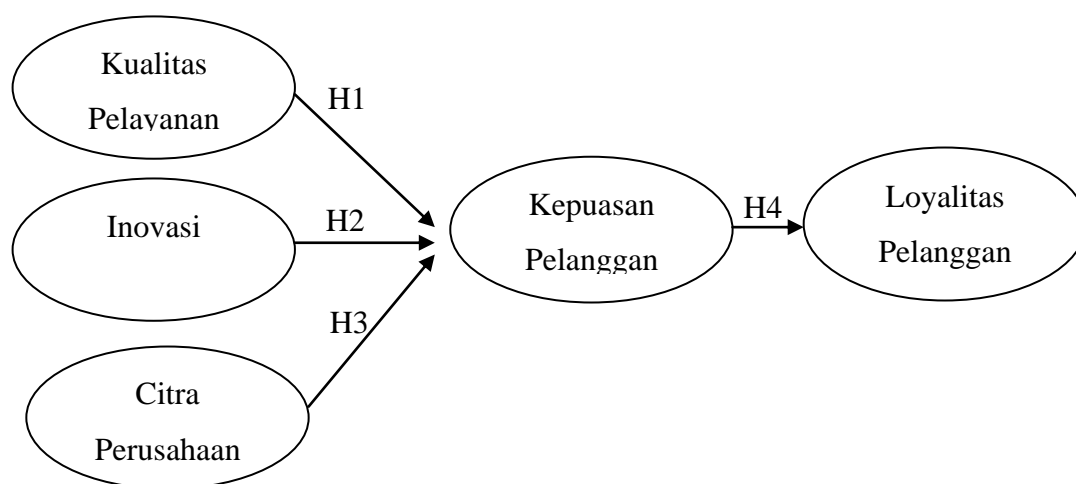 Kualitas
Pelayanan
H1
Inovasi
H2
Citra
Perusahaan
H3
Kepuasan
Pelanggan
H4
Loyalitas
Pelanggan